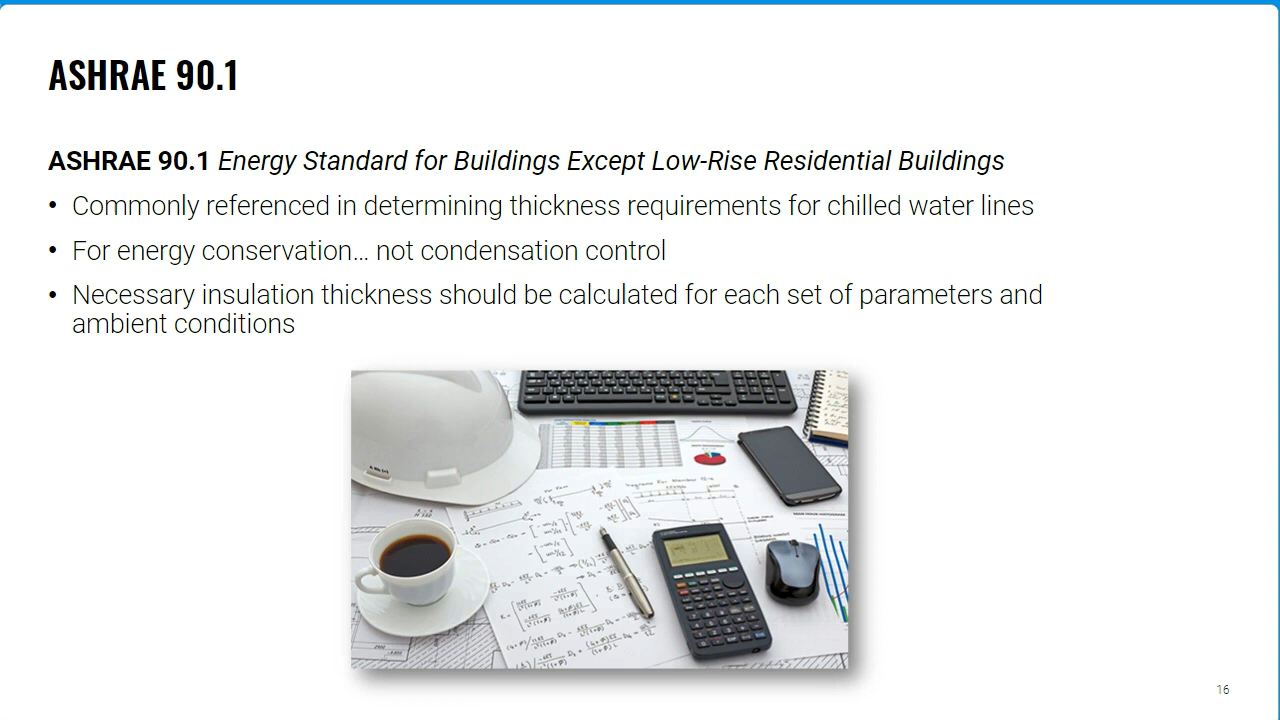 ASHRAE 90.1
ASHRAE 90.1 Energy Standard for Buildings Except Low-Rise Residential Buildings
• Commonly referenced in determining thickness requirements for chilled water lines
• For energy conservation... not condensation control
• Necessary insulation thickness should be calculated for each set of parameters and
ambient conditions
16